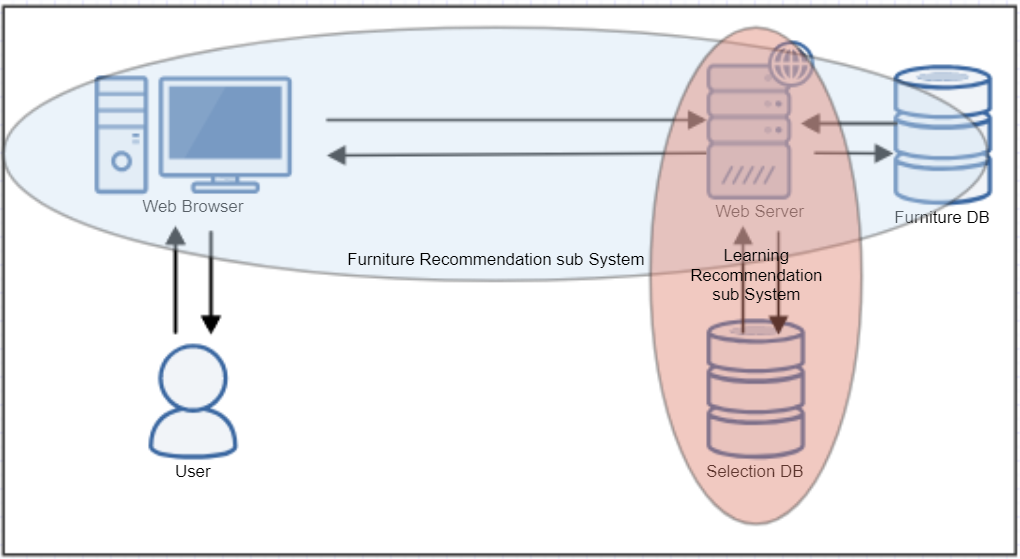 Web Browser
Web Server
Furniture DB
Furniture Recommendation sub System
Learning
Recommendation
sub System
User
Selection DB